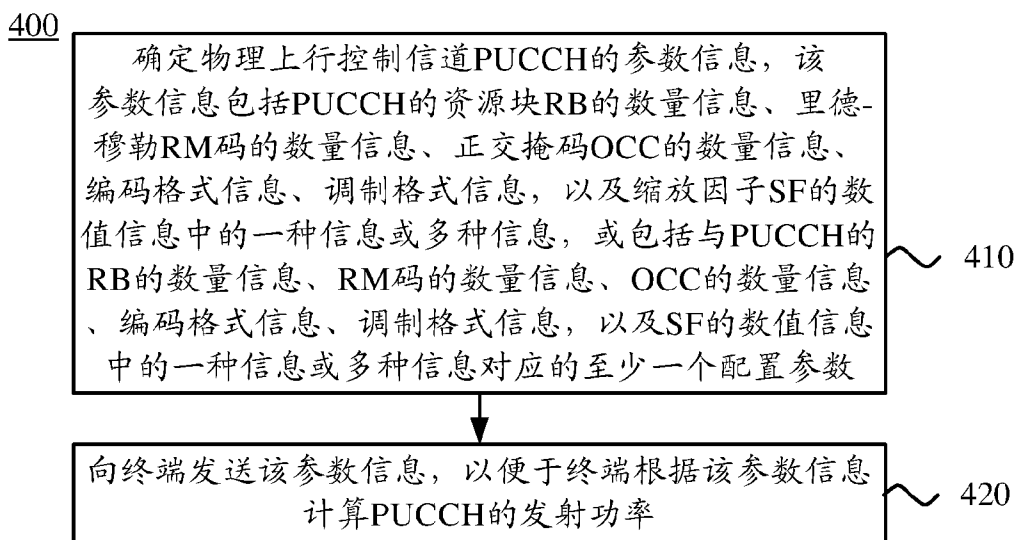 400
确定物理上行控制信道PUCCH的参数信息，该
参数信息包括PUCCH的资源块RB的数量信息、里德-
穆勒RM码的数量信息、正交掩码OCC的数量信息、
编码格式信息、调制格式信息，以及缩放因子SF的数
值信息中的一种信息或多种信息，或包括与PUCCH的
RB的数量信息、RM码的数量信息、OCC的数量信息
、编码格式信息、调制格式信息，以及SF的数值信息
中的一种信息或多种信息对应的至少一个配置参数
410
向终端发送该参数信息，以便于终端根据该参数信息
计算PUCCH的发射功率
420